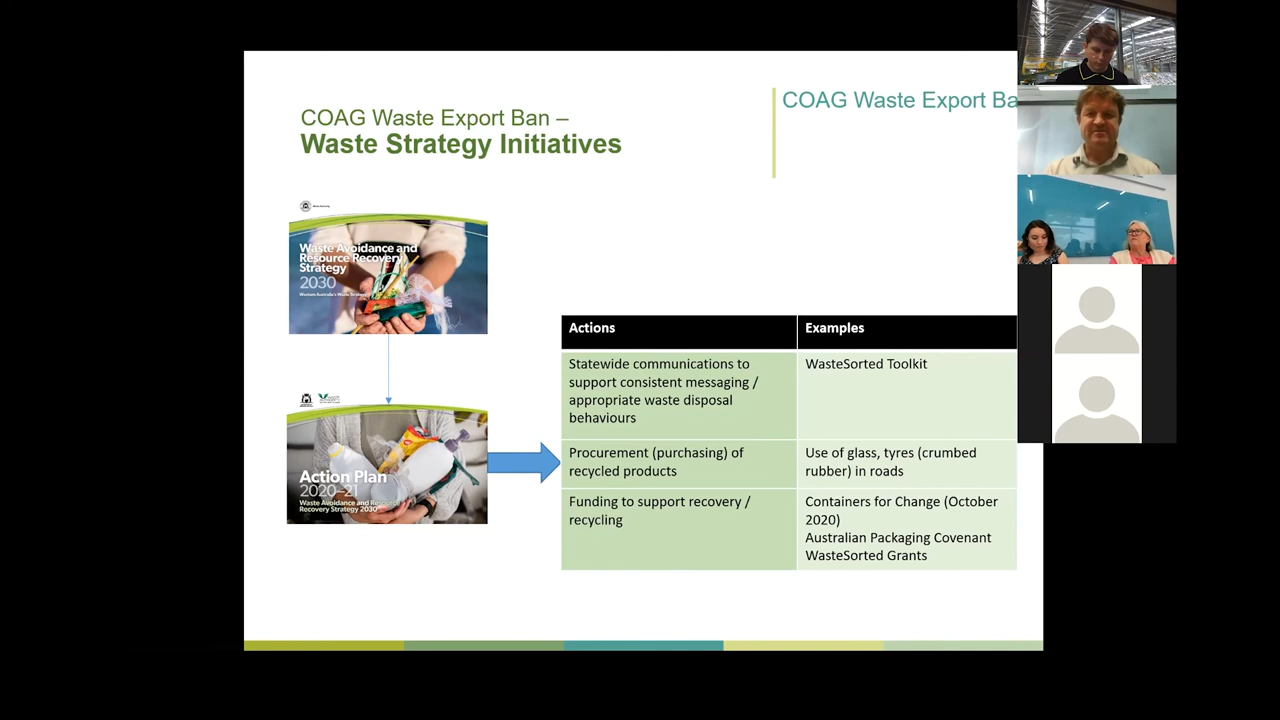 COAG Waste Export Ban –
Waste Strategy Initiatives
COAG Waste Export Ba
Waste Avoidance and
Resource Recovery
Strategy
2030
Western Australia's Waste Strategy
Action Plan
2020–21
Waste Avoidance and Resource
Recovery Strategy 2030
Actions
Examples
Statewide communications to
support consistent messaging /
appropriate waste disposal
behaviours
WasteSorted Toolkit
Procurement (purchasing) of
recycled products
Use of glass, tyres (crumbed
rubber) in roads
Funding to support recovery /
recycling
Containers for Change (October
2020)
Australian Packaging Covenant
WasteSorted Grants